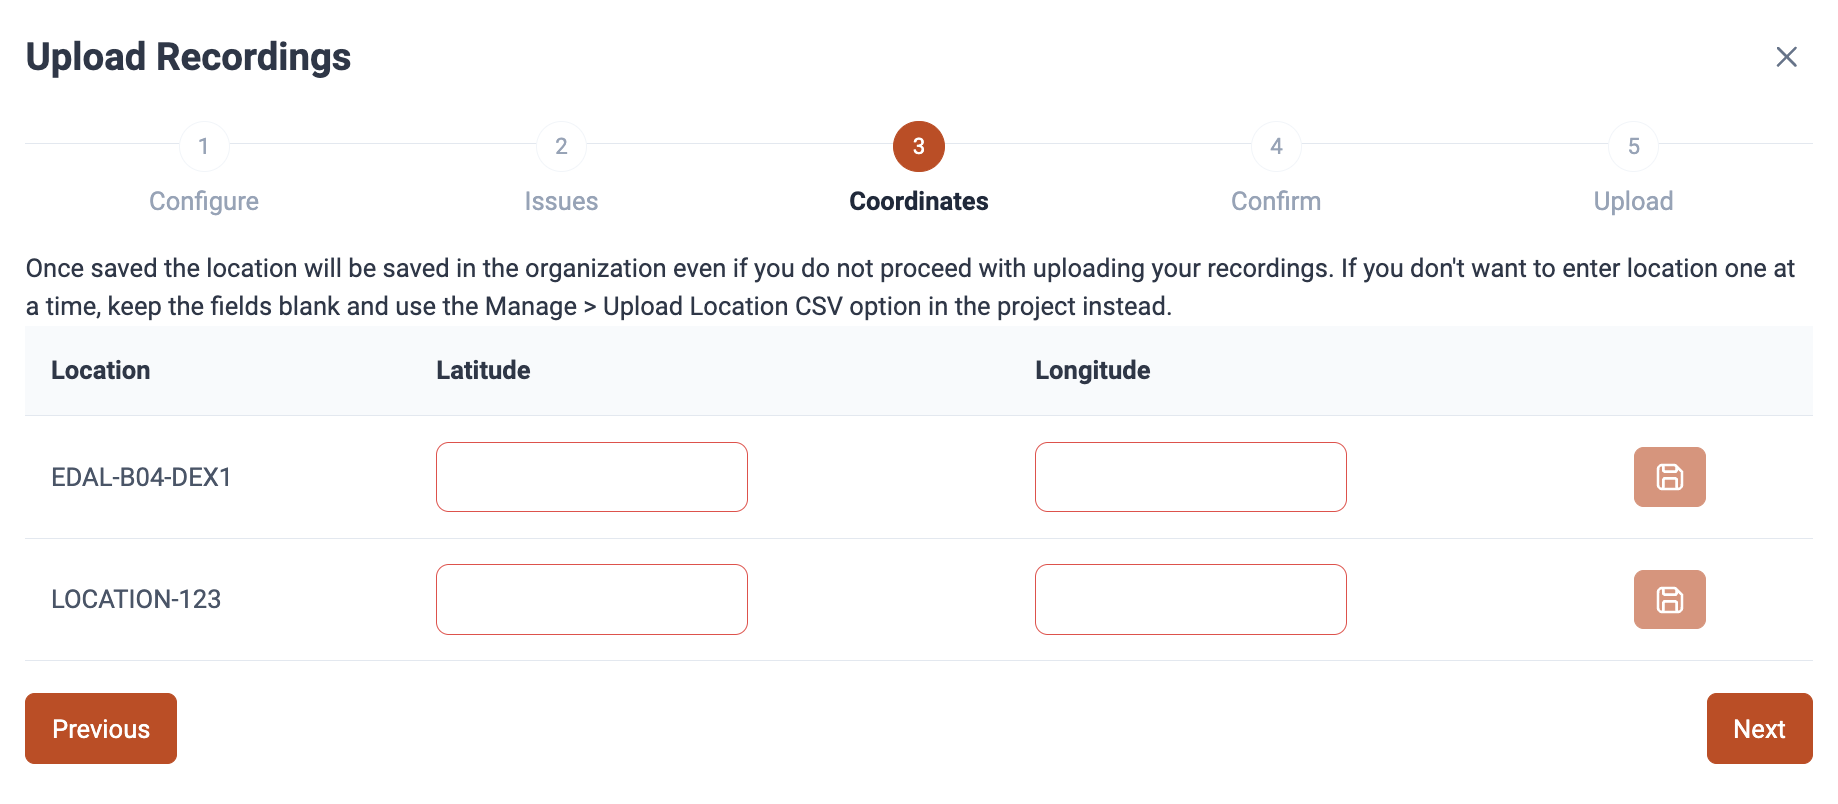 Upload Recordings
1 2 3 4 5
Configure Issues Coordinates Confirm Upload
Once saved the location will be saved in the organization even if you do not proceed with uploading your recordings. If you don't want to enter location one at
a time, keep the fields blank and use the Manage > Upload Location CSV option in the project instead.
Location Latitude Longitude
EDAL-B04-DEX1
LOCATION-123
Previous Next